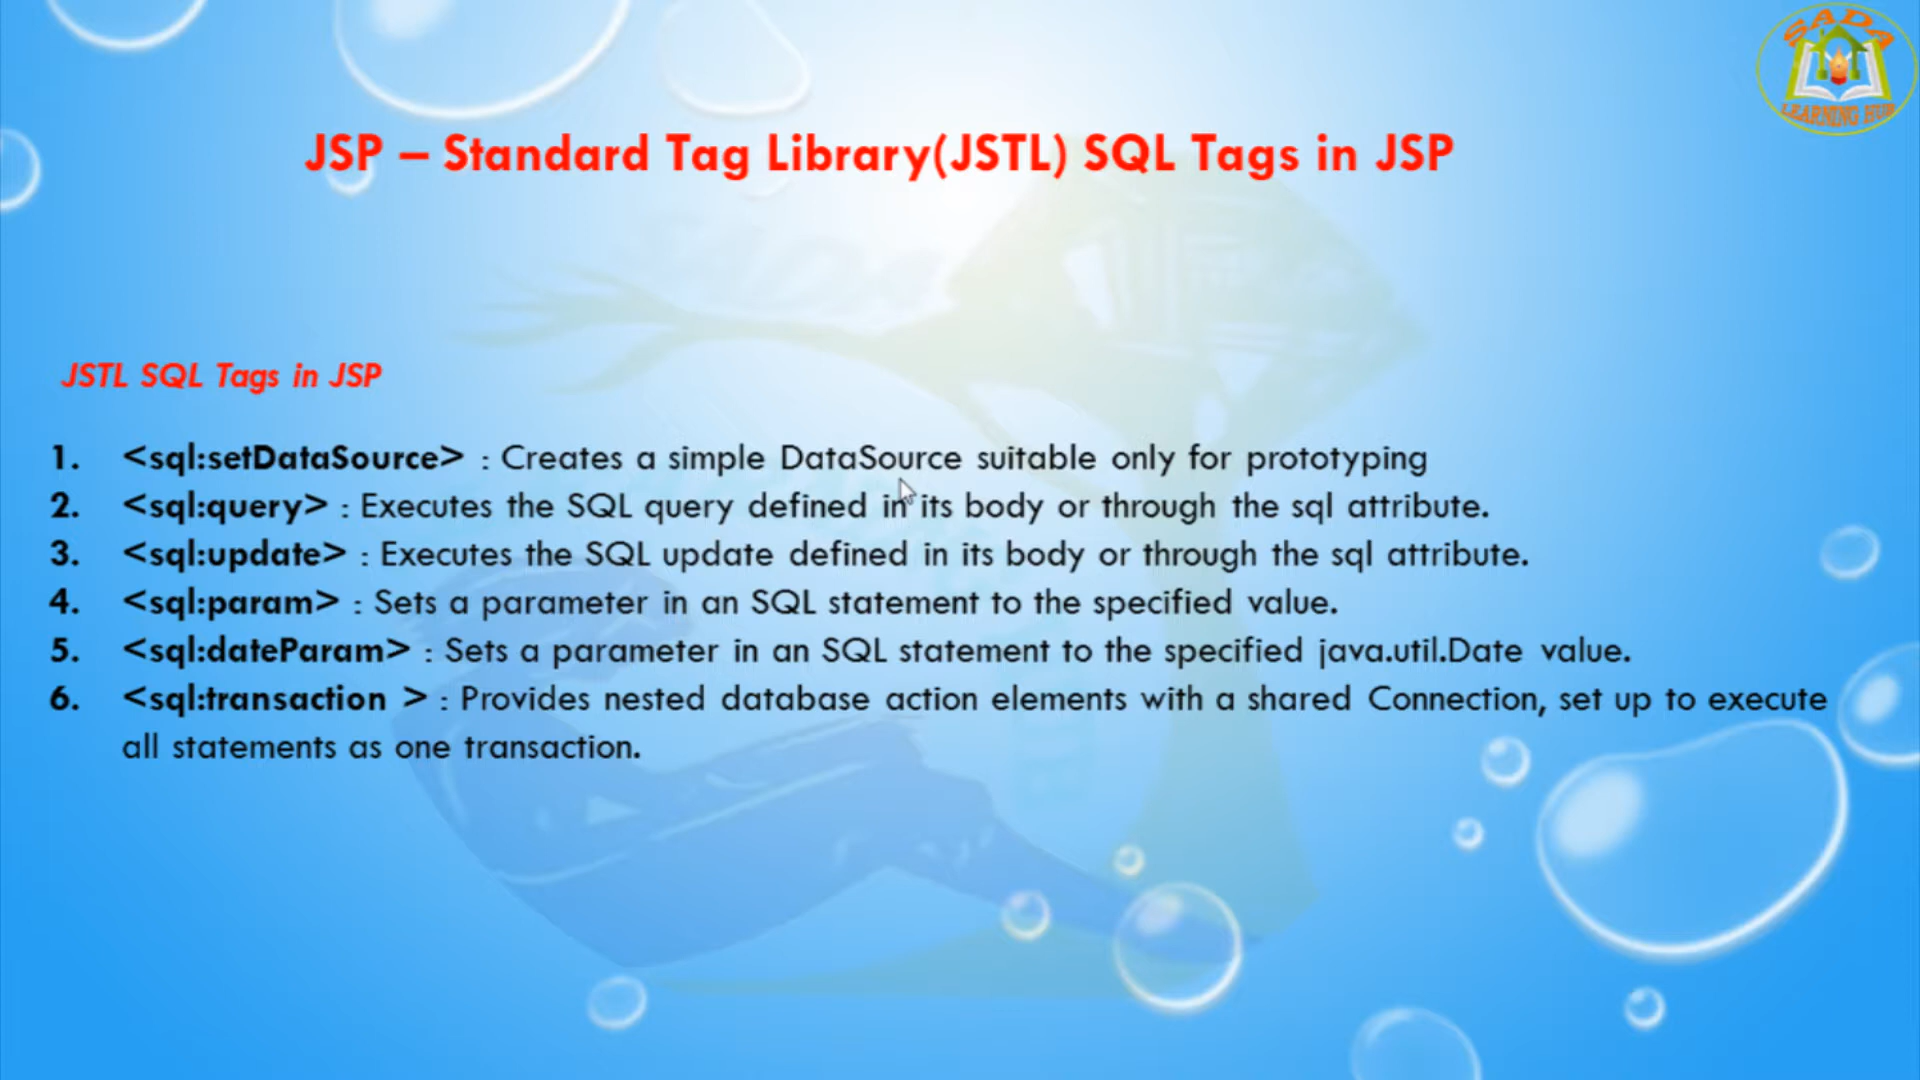 SADA
LEARNING HUB
JSP – Standard Tag Library(JSTL) SQL Tags in JSP
JSTL SQL Tags in JSP
1. <sql:setDataSource> : Creates a simple DataSource suitable only for prototyping
2. <sql:query> : Executes the SQL query defined in its body or through the sql attribute.
3. <sql:update> : Executes the SQL update defined in its body or through the sql attribute.
4. <sql:param> : Sets a parameter in an SQL statement to the specified value.
5. <sql:dateParam> : Sets a parameter in an SQL statement to the specified java.util.Date value.
6. <sql:transaction > : Provides nested database action elements with a shared Connection, set up to execute
all statements as one transaction.